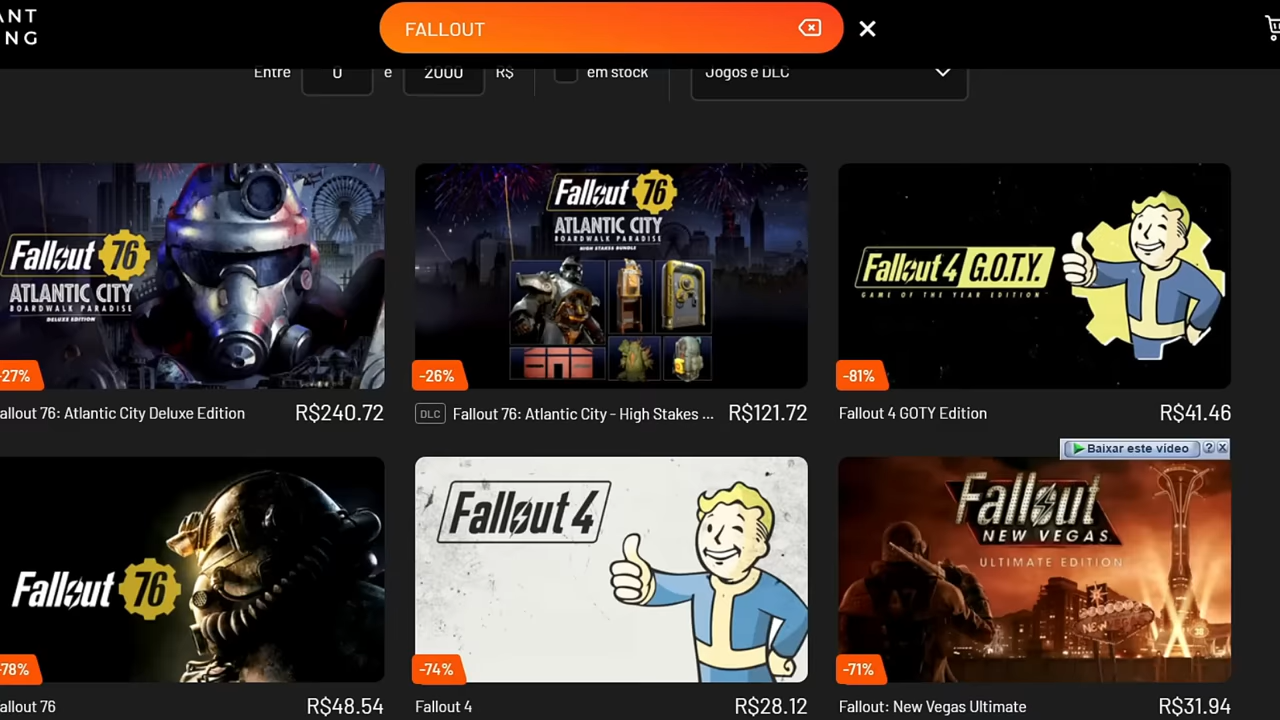 ANT
NG
FALLOUT
Entre 0 e 2000 R$ em stock Jogos e DLC
Fallout 76
ATLANTIC CITY
BOARDWALK PARADISE
DELUXE EDITION
-27%
allout 76: Atlantic City Deluxe Edition R$240.72
Fallout 76
ATLANTIC CITY
BOARDWALK PARADISE
HIGH STAKES BUNDLE
-26%
DLC Fallout 76: Atlantic City - High Stakes ... R$121.72
Fallout 4 G.O.T.Y.
GAME OF THE YEAR EDITION
-81%
Fallout 4 GOTY Edition R$41.46
Baixar este vídeo ? X
Fallout 76
-78%
allout 76 R$48.54
Fallout 4
-74%
Fallout 4 R$28.12
Fallout
NEW VEGAS
ULTIMATE EDITION
NEW
-71%
Fallout: New Vegas Ultimate R$31.94